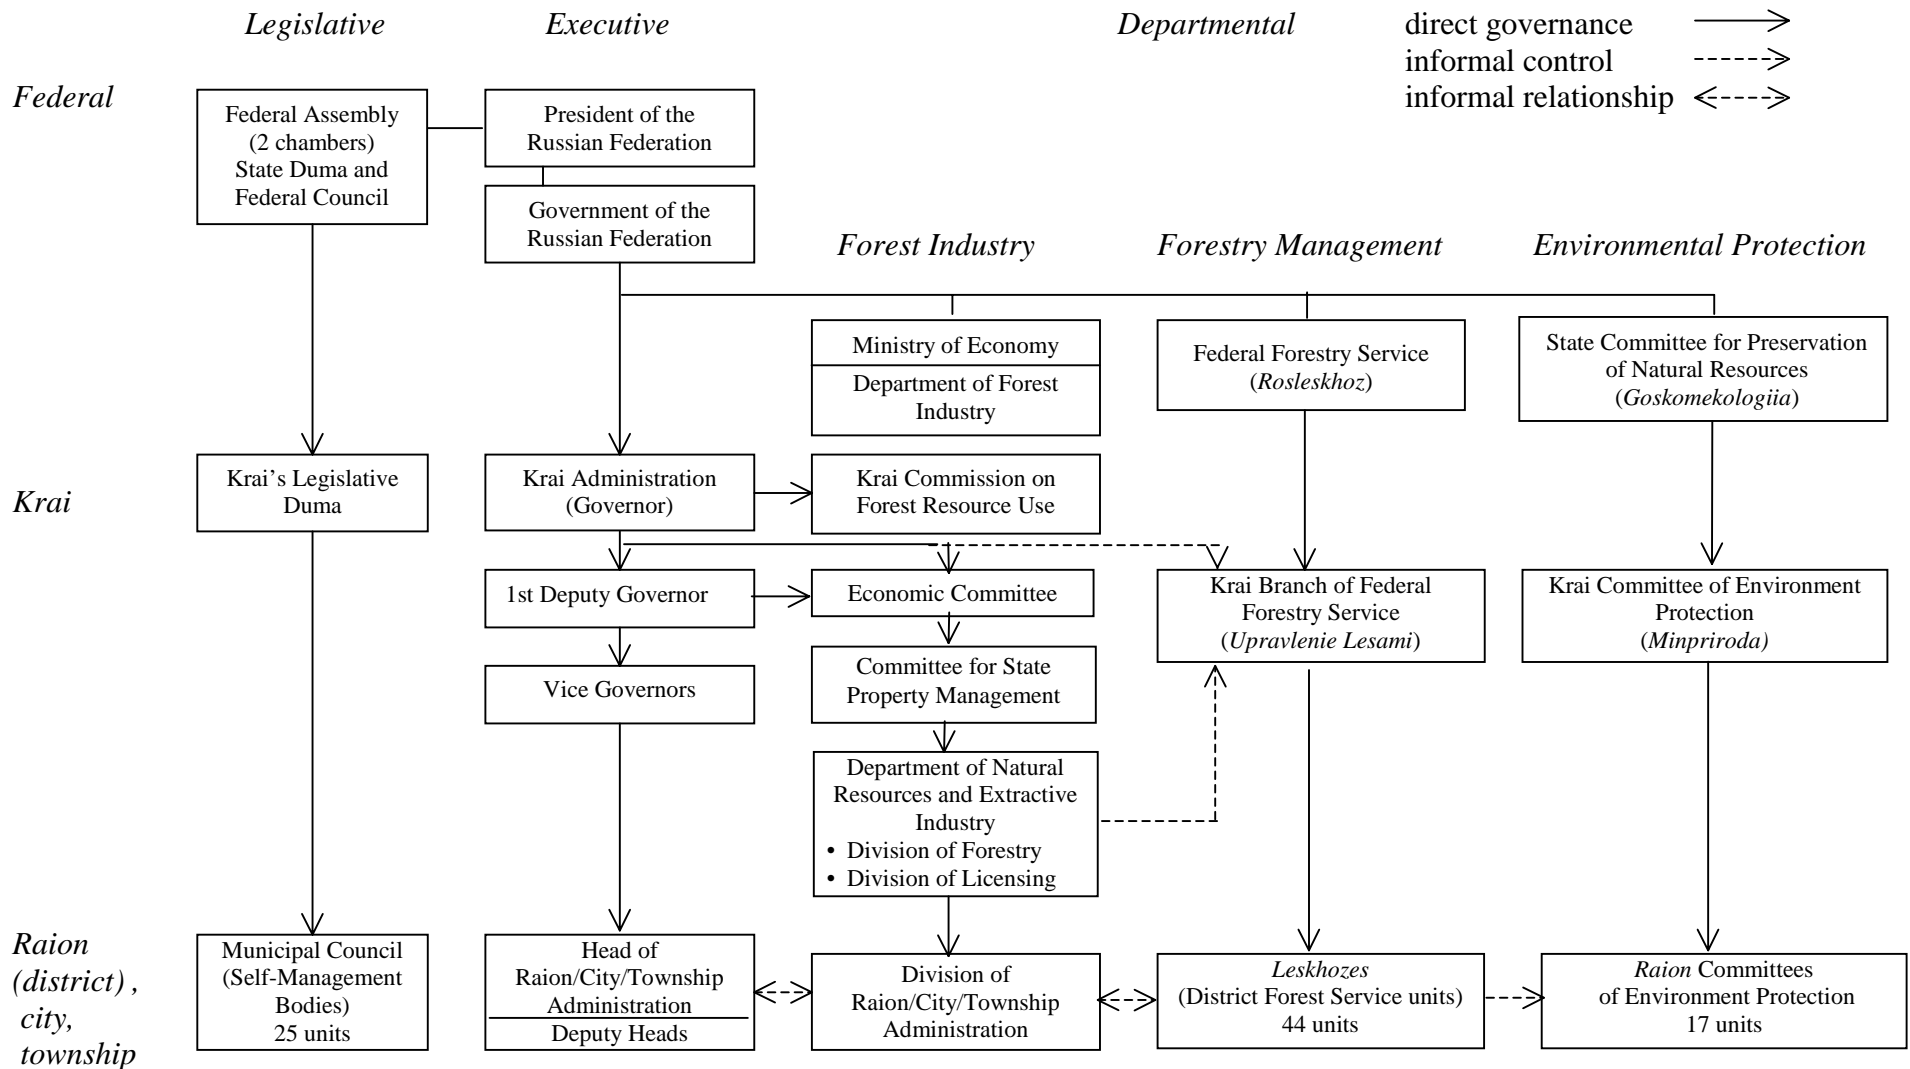 Legislative
Executive
Departmental
direct governance
informal control
informal relationship
Federal
Federal Assembly
(2 chambers)
State Duma and
Federal Council
President of the
Russian Federation
Government of the
Russian Federation
Forest Industry
Forestry Management
Environmental Protection
Ministry of Economy
Department of Forest
Industry
Federal Forestry Service
(Rosleskhoz)
State Committee for Preservation
of Natural Resources
(Goskomekologiia)
Krai
Krai's Legislative
Duma
Krai Administration
(Governor)
Krai Commission on
Forest Resource Use
1st Deputy Governor
Economic Committee
Krai Branch of Federal
Forestry Service
(Upravlenie Lesami)
Krai Committee of Environment
Protection
(Minpriroda)
Vice Governors
Committee for State
Property Management
Department of Natural
Resources and Extractive
Industry
• Division of Forestry
• Division of Licensing
Raion
(district) ,
city,
township
Municipal Council
(Self-Management
Bodies)
25 units
Head of
Raion/City/Township
Administration
Deputy Heads
Division of
Raion/City/Township
Administration
Leskhozes
(District Forest Service units)
44 units
Raion Committees
of Environment Protection
17 units